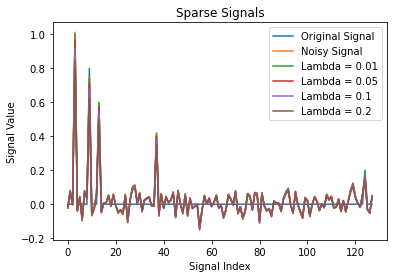 Sparse Signals
Original Signal
Noisy Signal
Lambda = 0.01
Lambda = 0.05
Lambda = 0.1
Lambda = 0.2
Signal Value
1.0
0.8
0.6
0.4
0.2
0.0
−0.2
0 20 40 60 80 100 120
Signal Index